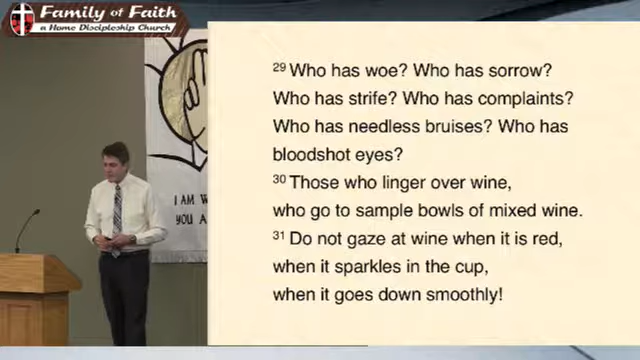 Family of Faith
a Home Discipleship Church
I AM W
YOU A
29 Who has woe? Who has sorrow?
Who has strife? Who has complaints?
Who has needless bruises? Who has
bloodshot eyes?
30 Those who linger over wine,
who go to sample bowls of mixed wine.
31 Do not gaze at wine when it is red,
when it sparkles in the cup,
when it goes down smoothly!